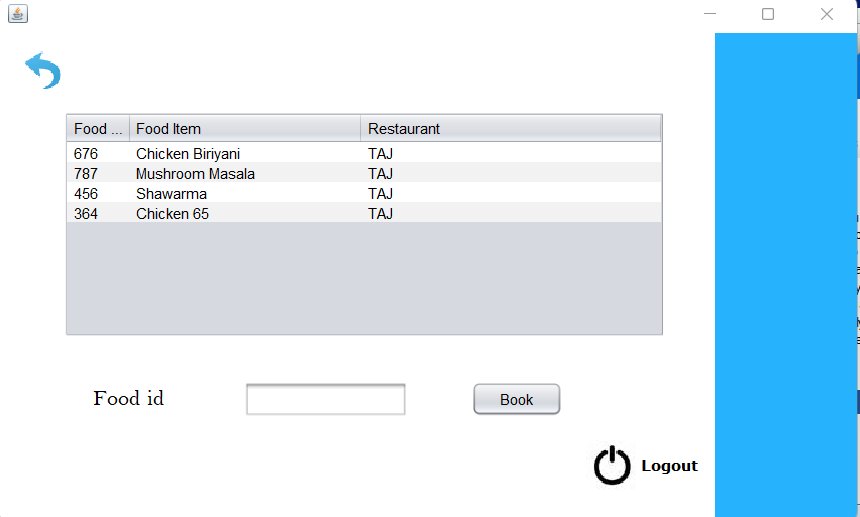 Food ... Food Item Restaurant
676 Chicken Biriyani TAJ
787 Mushroom Masala TAJ
456 Shawarma TAJ
364 Chicken 65 TAJ
Food id Book
Logout